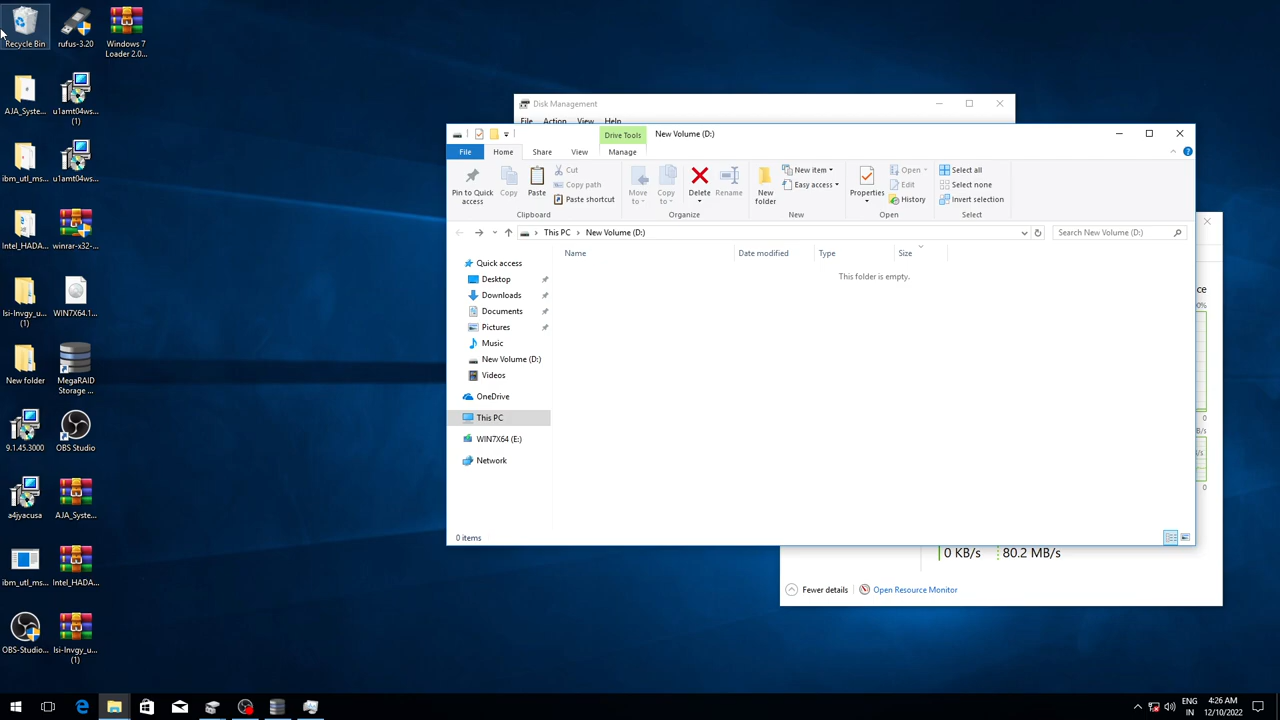 Recycle Bin
rufus-3.20
Windows 7
Loader 2.0...
AJA_Syste...
u1amt04ws...
(1)
ibm_utl_ms...
u1amt04ws...
Intel_HADA...
winrar-x32-...
lsi-lnvgy_u...
(1)
WIN7X64.1...
New folder
MegaRAID
Storage ...
9.1.45.3000
OBS Studio
a4jyacusa
AJA_Syste...
ibm_utl_ms...
Intel_HADA...
OBS-Studio...
lsi-lnvgy_u...
(1)
Disk Management
File Action View Help
Drive Tools New Volume (D:)
File Home Share View Manage
Pin to Quick
access
Copy
Paste
Cut
Copy path
Paste shortcut
Clipboard
Move
to
Copy
to
Delete
Rename
Organize
New
folder
New item
Easy access
New
Properties
Open
Edit
History
Open
Select all
Select none
Invert selection
Select
This PC > New Volume (D:)
Search New Volume (D:)
Name Date modified Type Size
This folder is empty.
Quick access
Desktop
Downloads
Documents
Pictures
Music
New Volume (D:)
Videos
OneDrive
This PC
WIN7X64 (E:)
Network
0 items
0
0
0 KB/s 80.2 MB/s
Fewer details Open Resource Monitor
ENG
IN
4:26 AM
12/10/2022